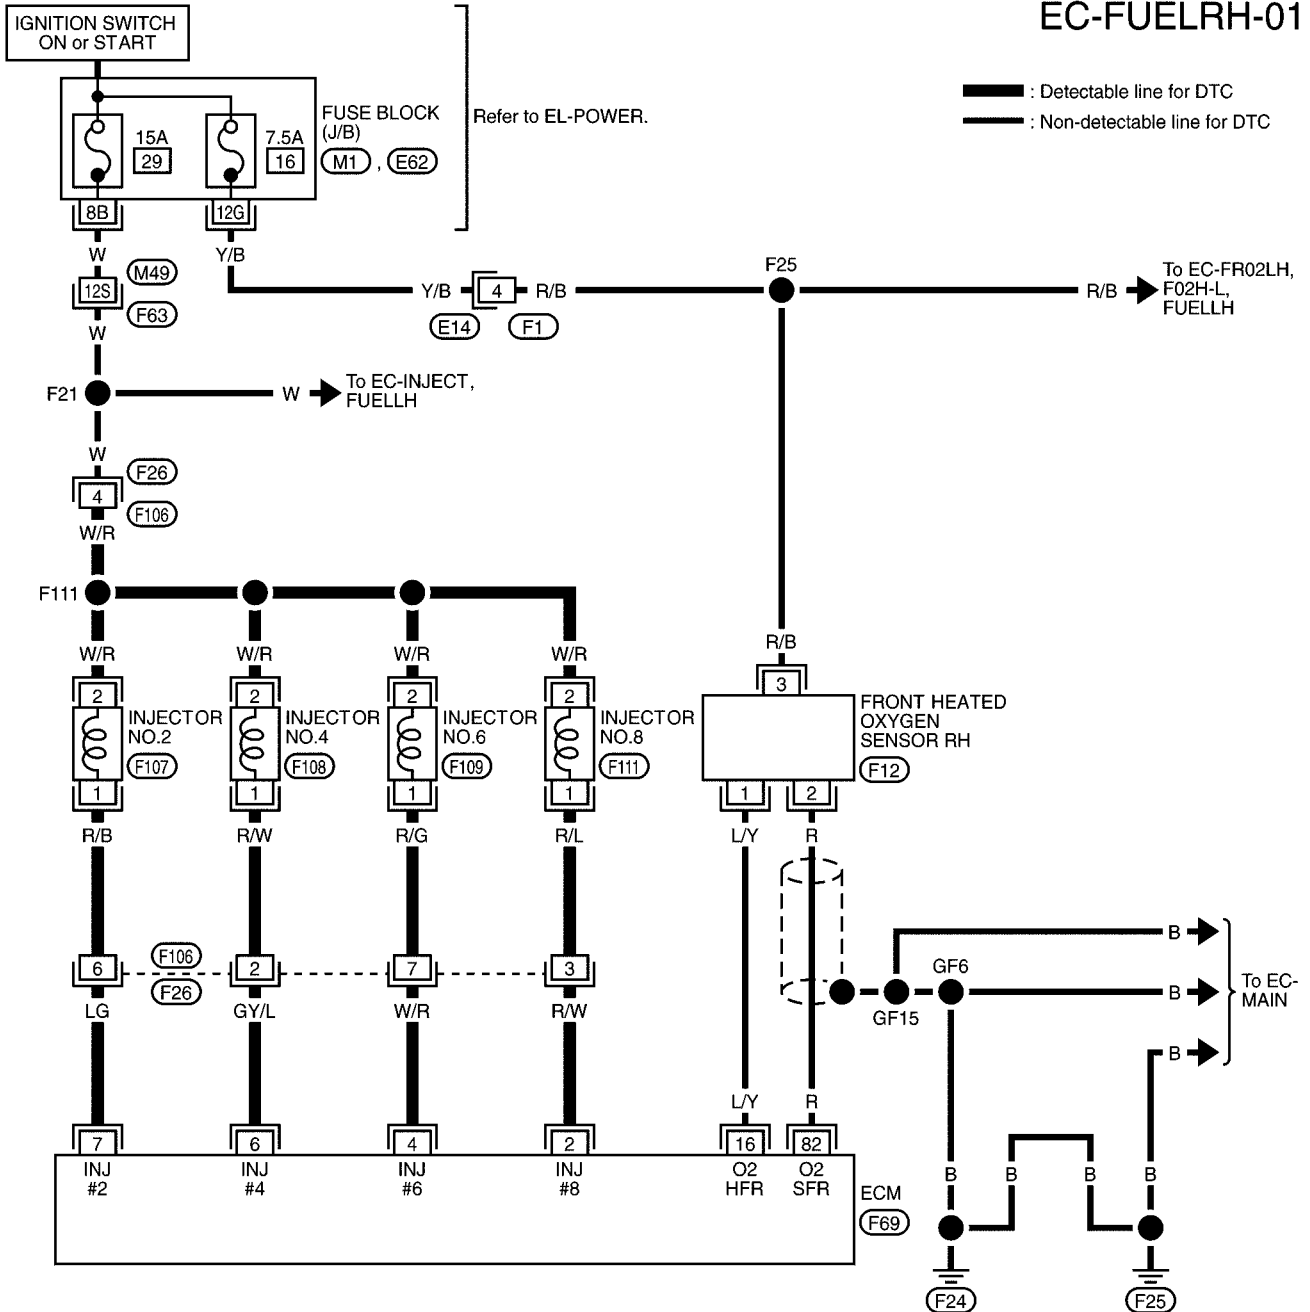 EC-FUELRH-01
IGNITION SWITCH
ON or START
: Detectable line for DTC
: Non-detectable line for DTC
FUSE BLOCK
(J/B)
M1 , E62
Refer to EL-POWER.
15A
29
7.5A
16
8B
12G
W
Y/B
M49
12S
F63
W
Y/B
4
R/B
E14
F1
F25
R/B
To EC-FR02LH,
F02H-L,
FUELLH
F21
W
To EC-INJECT,
FUELLH
W
F26
4
F106
W/R
F111
W/R
W/R
W/R
W/R
R/B
2
2
2
2
3
INJECTOR
NO.2
F107
INJECTOR
NO.4
F108
INJECTOR
NO.6
F109
INJECTOR
NO.8
F111
FRONT HEATED
OXYGEN
SENSOR RH
F12
1
1
1
1
1
2
R/B
R/W
R/G
R/L
L/Y
R
6
F106
F26
2
7
3
LG
GY/L
W/R
R/W
B
GF6
B
GF15
B
To EC-
MAIN
L/Y
R
7
6
4
2
16
82
INJ
#2
INJ
#4
INJ
#6
INJ
#8
O2
HFR
O2
SFR
ECM
F69
B
B
B
B
F24
F25